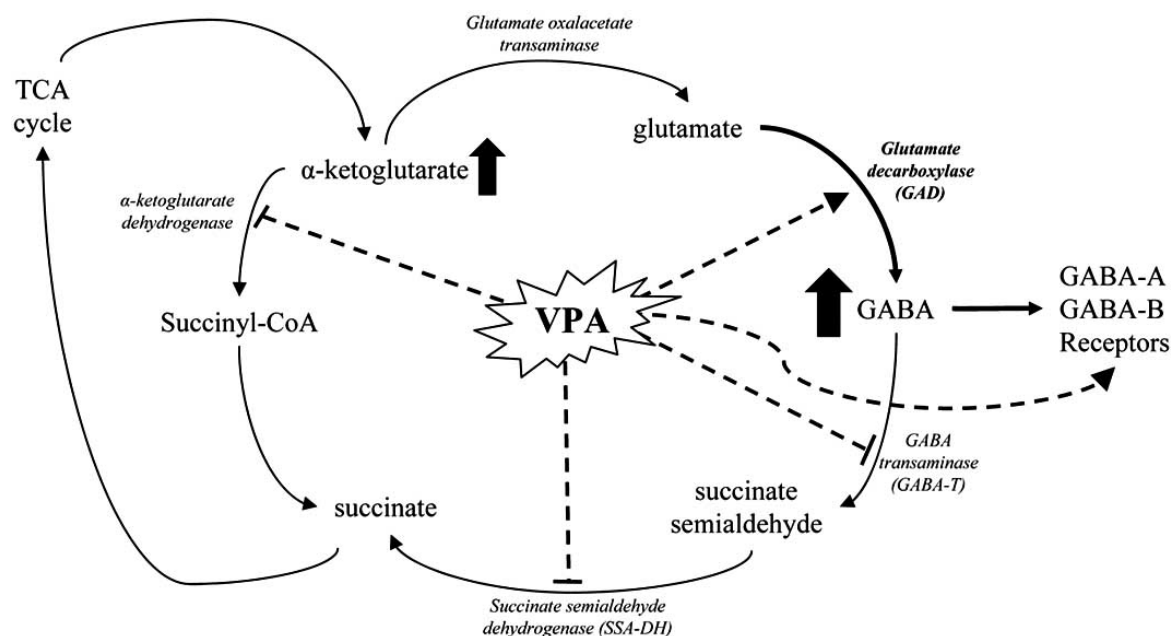 Glutamate oxalacetate
transaminase
TCA
cycle
glutamate
α-ketoglutarate
Glutamate
decarboxylase
(GAD)
α-ketoglutarate
dehydrogenase
VPA
GABA
GABA-A
GABA-B
Receptors
Succinyl-CoA
GABA
transaminase
(GABA-T)
succinate
succinate
semialdehyde
Succinate semialdehyde
dehydrogenase (SSA-DH)